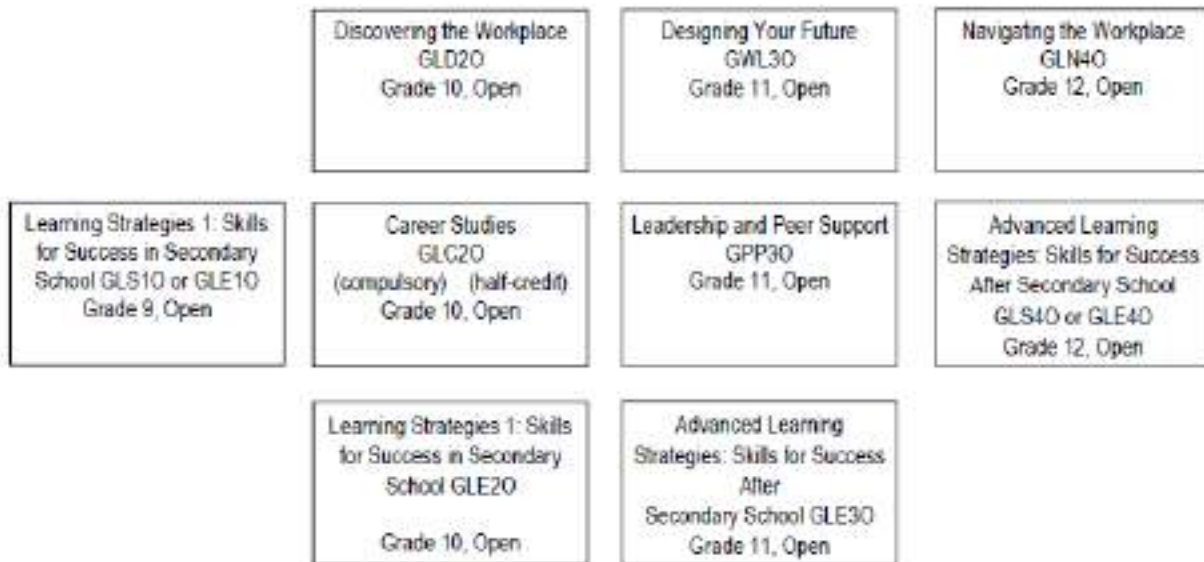 Discovering the Workplace
GLD2O
Grade 10, Open
Designing Your Future
GWL3O
Grade 11, Open
Navigating the Workplace
GLN4O
Grade 12, Open
Learning Strategies 1: Skills
for Success in Secondary
School GLS1O or GLE1O
Grade 9, Open
Career Studies
GLC2O
(compulsory) (half-credit)
Grade 10, Open
Leadership and Peer Support
GPP3O
Grade 11, Open
Advanced Learning
Strategies: Skills for Success
After Secondary School
GLS4O or GLE4O
Grade 12, Open
Learning Strategies 1: Skills
for Success in Secondary
School GLE2O
Grade 10, Open
Advanced Learning
Strategies: Skills for Success
After
Secondary School GLE3O
Grade 11, Open